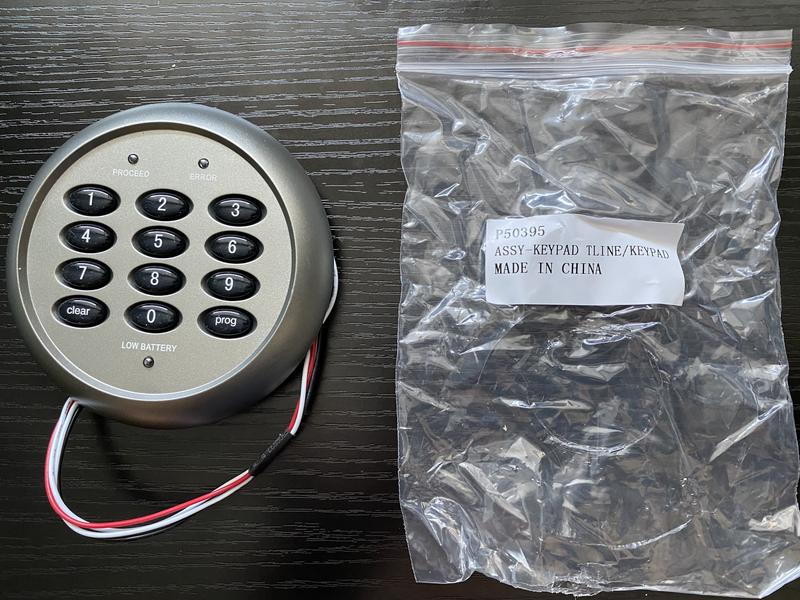 PROCEED ERROR
1 2 3
4 5 6
7 8 9
clear 0 prog
LOW BATTERY
P50395
ASSY-KEYPAD TLINE/KEYPAD
MADE IN CHINA